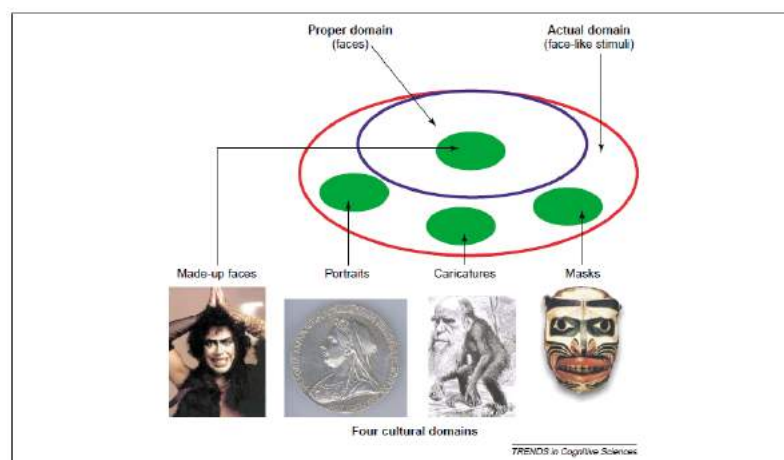 Proper domain
(faces)
Actual domain
(face-like stimuli)
Made-up faces
Portraits
Caricatures
Masks
Four cultural domains
TRENDS in Cognitive Sciences